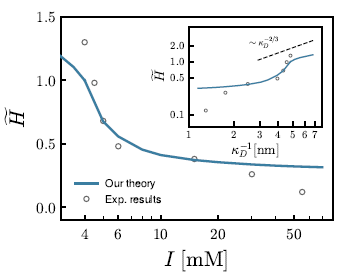 1.5
1.0
0.5
0.0
H̃
4
6
10
20
50
I [mM]
Our theory
Exp. results
2.0
1.0
0.5
0.1
H̃
1
2
3
4
5
6
7
κ_D^{-1}[nm]
~ κ_D^{-2/3}